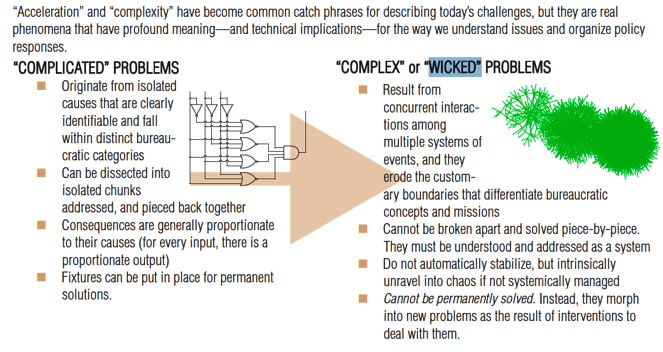 "Acceleration" and "complexity" have become common catch phrases for describing today's challenges, but they are real
phenomena that have profound meaning—and technical implications—for the way we understand issues and organize policy
responses.
"COMPLICATED" PROBLEMS
■ Originate from isolated
causes that are clearly
identifiable and fall
within distinct bureau-
cratic categories
■ Can be dissected into
isolated chunks
addressed, and pieced back together
■ Consequences are generally proportionate
to their causes (for every input, there is a
proportionate output)
■ Fixtures can be put in place for permanent
solutions.
"COMPLEX" or "WICKED" PROBLEMS
■ Result from
concurrent interac-
tions among
multiple systems of
events, and they
erode the custom-
ary boundaries that differentiate bureaucratic
concepts and missions
■ Cannot be broken apart and solved piece-by-piece.
They must be understood and addressed as a system
■ Do not automatically stabilize, but intrinsically
unravel into chaos if not systemically managed
■ Cannot be permanently solved. Instead, they morph
into new problems as the result of interventions to
deal with them.